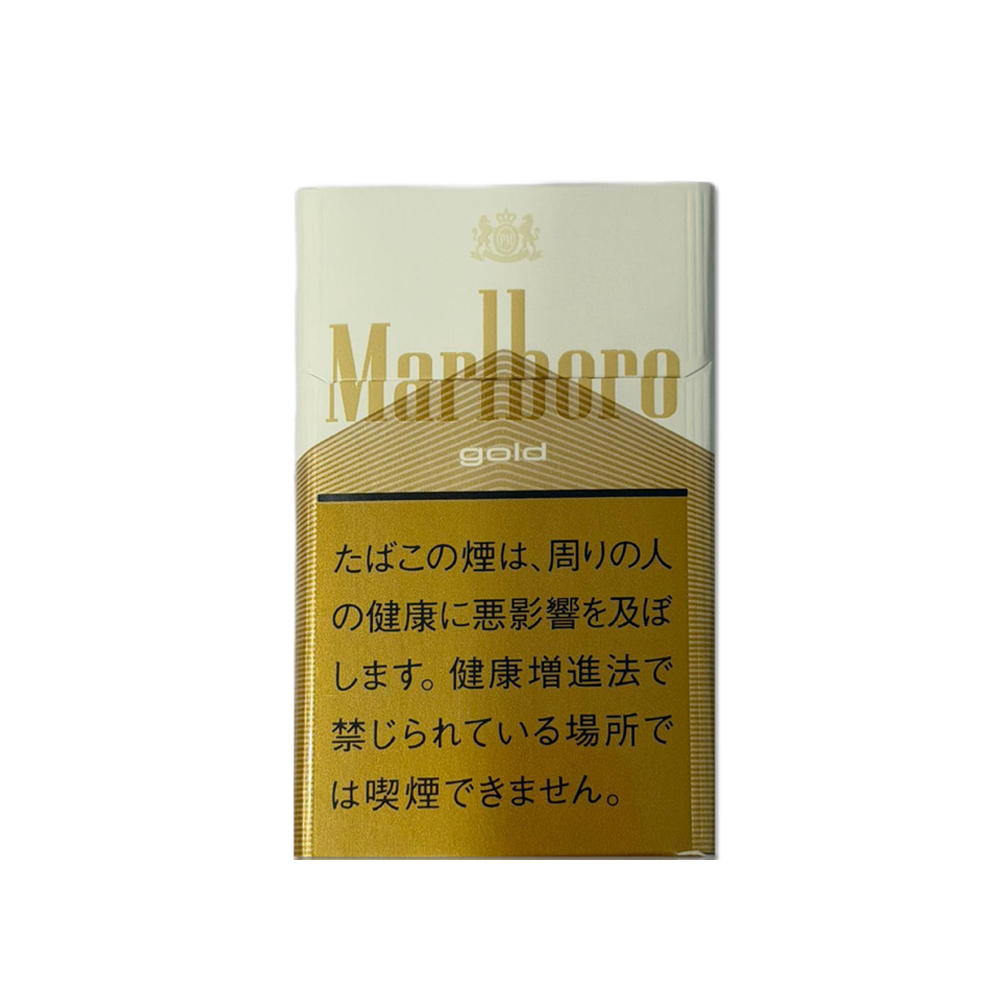 Marlboro
gold
たばこの煙は、周りの人
の健康に悪影響を及ぼ
します。健康増進法で
禁じられている場所で
は喫煙できません。